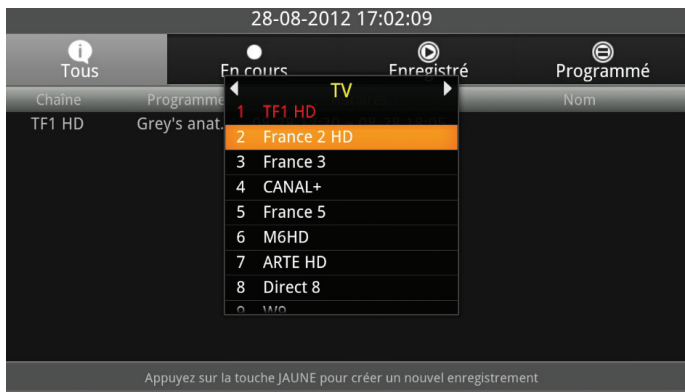 28-08-2012 17:02:09
Tous En cours Enregistré Programmé
Chaîne Programme Nom
TV
TF1 HD Grey's anat.
1 TF1 HD
2 France 2 HD
3 France 3
4 CANAL+
5 France 5
6 M6HD
7 ARTE HD
8 Direct 8
9 W9
Appuyez sur la touche JAUNE pour créer un nouvel enregistrement